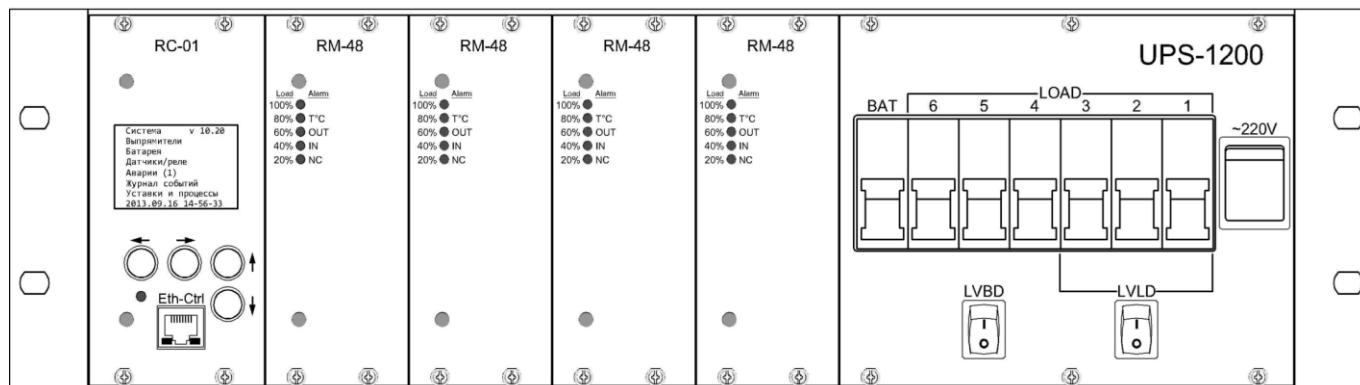 RC-01
Система v 10.20
Выпрямители
Батарея
Датчики/реле
Аварии (1)
Журнал событий
Уставки и процессы
2013.09.16 14-56-33
Eth-Ctrl
RM-48
Load Alarm
100%
80% T°C
60% OUT
40% IN
20% NC
RM-48
Load Alarm
100%
80% T°C
60% OUT
40% IN
20% NC
RM-48
Load Alarm
100%
80% T°C
60% OUT
40% IN
20% NC
RM-48
Load Alarm
100%
80% T°C
60% OUT
40% IN
20% NC
UPS-1200
LOAD
BAT 6 5 4 3 2 1
~220V
LVBD LVLD
I I
O O